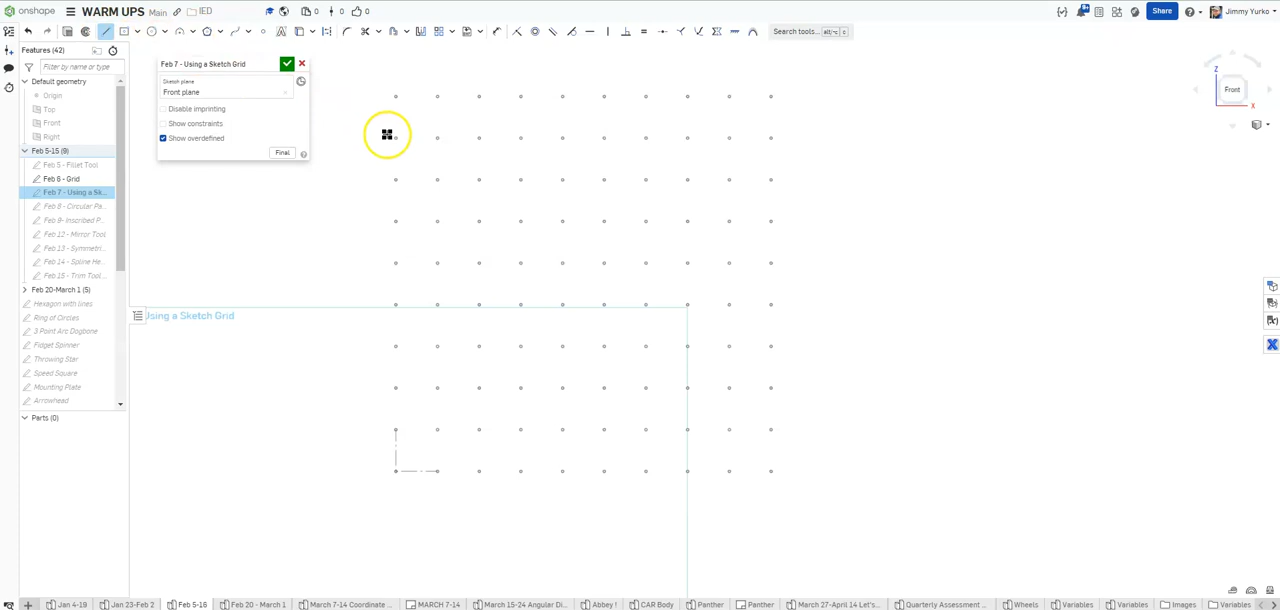 onshape
WARM UPS Main IED
0 0 0
Share
Jimmy Yurko
Search tools... alt/⌥ c
Features (42)
Filter by name or type
Default geometry
Origin
Top
Front
Right
Feb 5-15 (9)
Feb 5 - Fillet Tool
Feb 6 - Grid
Feb 7 - Using a Sk...
Feb 8 - Circular Pa...
Feb 9- Inscribed P...
Feb 12 - Mirror Tool
Feb 13 - Symmetri...
Feb 14 - Spline He...
Feb 15 - Trim Tool...
Feb 20-March 1 (5)
Hexagon with lines
Ring of Circles
3 Point Arc Dogbone
Fidget Spinner
Throwing Star
Speed Square
Mounting Plate
Arrowhead
Parts (0)
Feb 7 - Using a Sketch Grid
Sketch plane
Front plane
Disable imprinting
Show constraints
Show overdefined
Final
Using a Sketch Grid
Z
Front
X
Jan 4-19
Jan 23-Feb 2
Feb 5-16
Feb 20 - March 1
March 7-14 Coordinate ...
MARCH 7-14
March 15-24 Angular Di...
Abbey !
CAR Body
Panther
Panther
March 27-April 14 Let's...
Quarterly Assessment ...
Wheels
Variables
Variables
Images
Variables